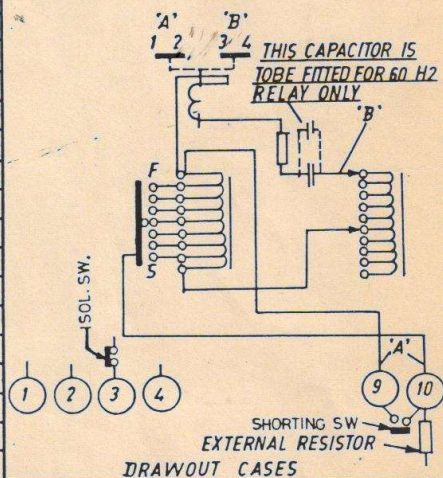 'A' 'B'
1 2 3 4
THIS CAPACITOR IS
TOBE FITTED FOR 60 HZ
RELAY ONLY
'B'
F
S
ISOL. SW.
'A'
1 2 3 4 9 10
SHORTING SW
EXTERNAL RESISTOR
DRAWOUT CASES